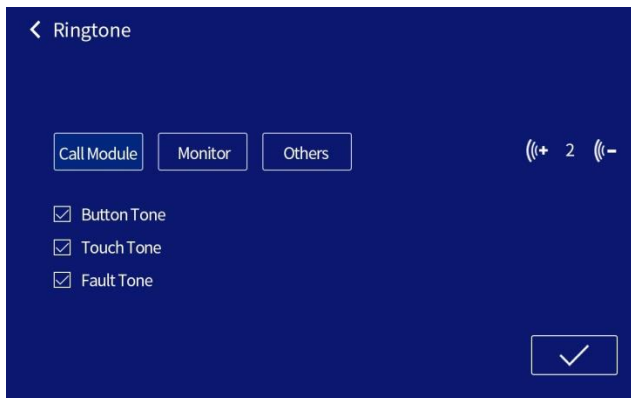 Ringtone
Call Module Monitor Others 2
Button Tone
Touch Tone
Fault Tone